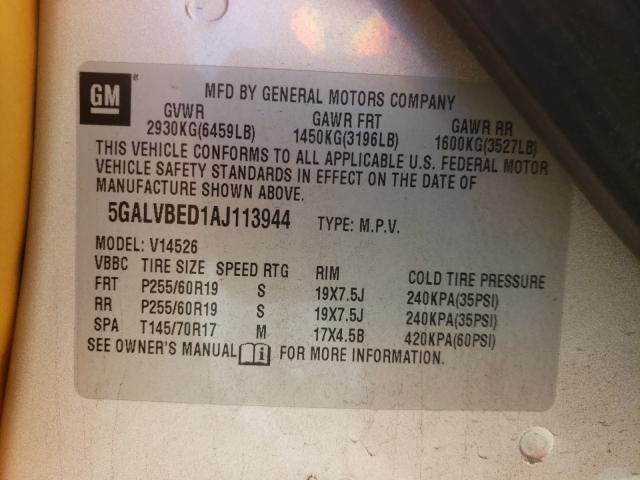 GM
MFD BY GENERAL MOTORS COMPANY
GVWR GAWR FRT GAWR RR
2930KG(6459LB) 1450KG(3196LB) 1600KG(3527LB)
THIS VEHICLE CONFORMS TO ALL APPLICABLE U.S. FEDERAL MOTOR
VEHICLE SAFETY STANDARDS IN EFFECT ON THE DATE OF
MANUFACTURE SHOWN ABOVE.
5GALVBED1AJ113944 TYPE: M.P.V.
MODEL: V14526
VBBC TIRE SIZE SPEED RTG RIM COLD TIRE PRESSURE
FRT P255/60R19 S 19X7.5J 240KPA(35PSI)
RR P255/60R19 S 19X7.5J 240KPA(35PSI)
SPA T145/70R17 M 17X4.5B 420KPA(60PSI)
SEE OWNER'S MANUAL FOR MORE INFORMATION.